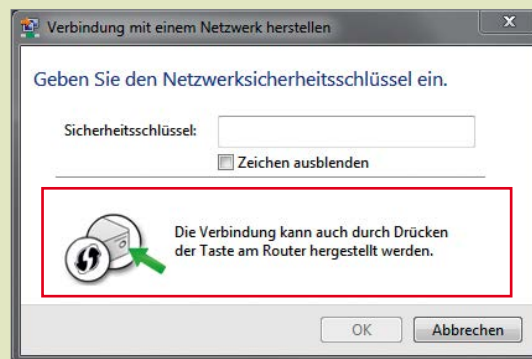 Verbindung mit einem Netzwerk herstellen
Geben Sie den Netzwerksicherheitsschlüssel ein.
Sicherheitsschlüssel:
Zeichen ausblenden
Die Verbindung kann auch durch Drücken
der Taste am Router hergestellt werden.
OK
Abbrechen